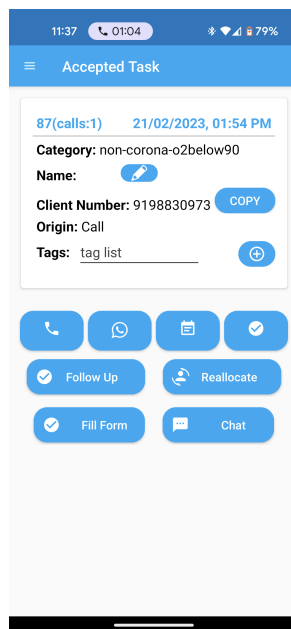 11:37 01:04 79%
Accepted Task
87(calls:1) 21/02/2023, 01:54 PM
Category: non-corona-o2below90
Name:
Client Number: 9198830973 COPY
Origin: Call
Tags: tag list
Follow Up Reallocate
Fill Form Chat